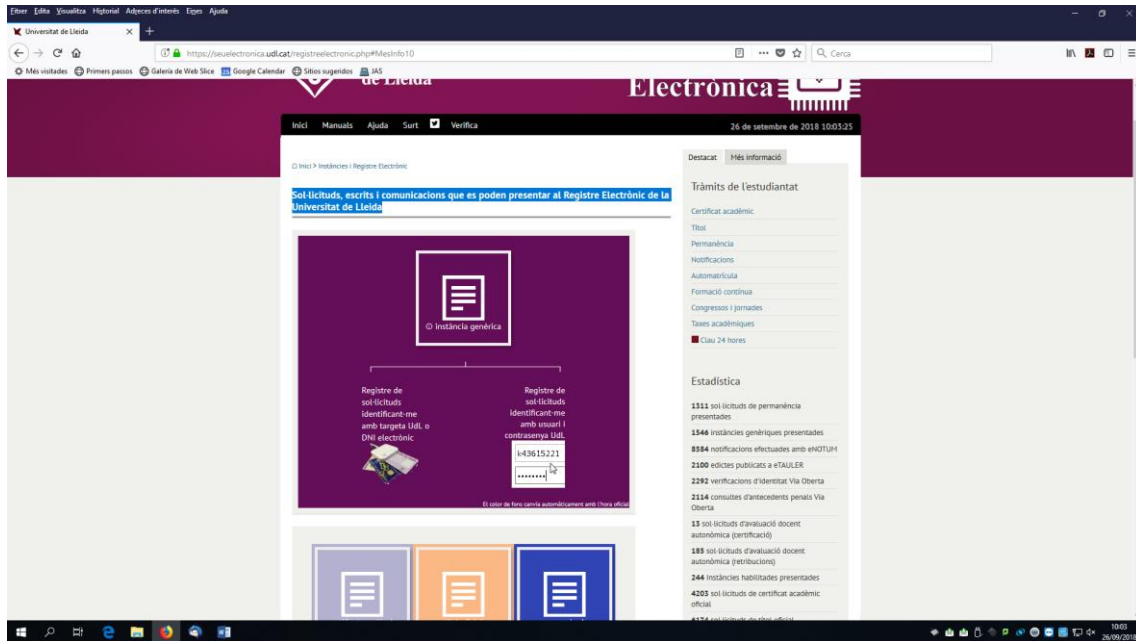 Fitxer Edita Visualitza Historial Adreces d'interès Eines Ajuda
Universitat de Lleida
https://seuelectronica.udl.cat/registreelectronic.php#MesInfo10
Cerca
Més visitades Primers passos Galería de Web Slice Google Calendar Sitios sugeridos JAS
de Lleida
Electrònica
Inici Manuals Ajuda Surt Verifica
26 de setembre de 2018 10:03:25
Inici > Instàncies i Registre Electrònic
Sol·licituds, escrits i comunicacions que es poden presentar al Registre Electrònic de la
Universitat de Lleida
instància genèrica
Registre de
sol·licituds
identificant-me
amb targeta UdL o
DNI electrònic
Registre de
sol·licituds
identificant-me
amb usuari i
contrasenya UdL
k43615221
El color de fons canvia automàticament amb l'hora oficial
Destacat Més informació
Tràmits de l'estudiantat
Certificat acadèmic
Títol
Permanència
Notificacions
Automatrícula
Formació contínua
Congressos i jornades
Taxes acadèmiques
Clau 24 hores
Estadística
1311 sol·licituds de permanència
presentades
1546 instàncies genèriques presentades
8584 notificacions efectuades amb eNOTUM
2100 edictes publicats a eTAULER
2292 verificacions d'identitat Via Oberta
2114 consultes d'antecedents penals Via
Oberta
13 sol·licituds d'avaluació docent
autonòmica (certificació)
185 sol·licituds d'avaluació docent
autonòmica (retribucions)
244 Instàncies habilitades presentades
4203 sol·licituds de certificat acadèmic
oficial
10:03